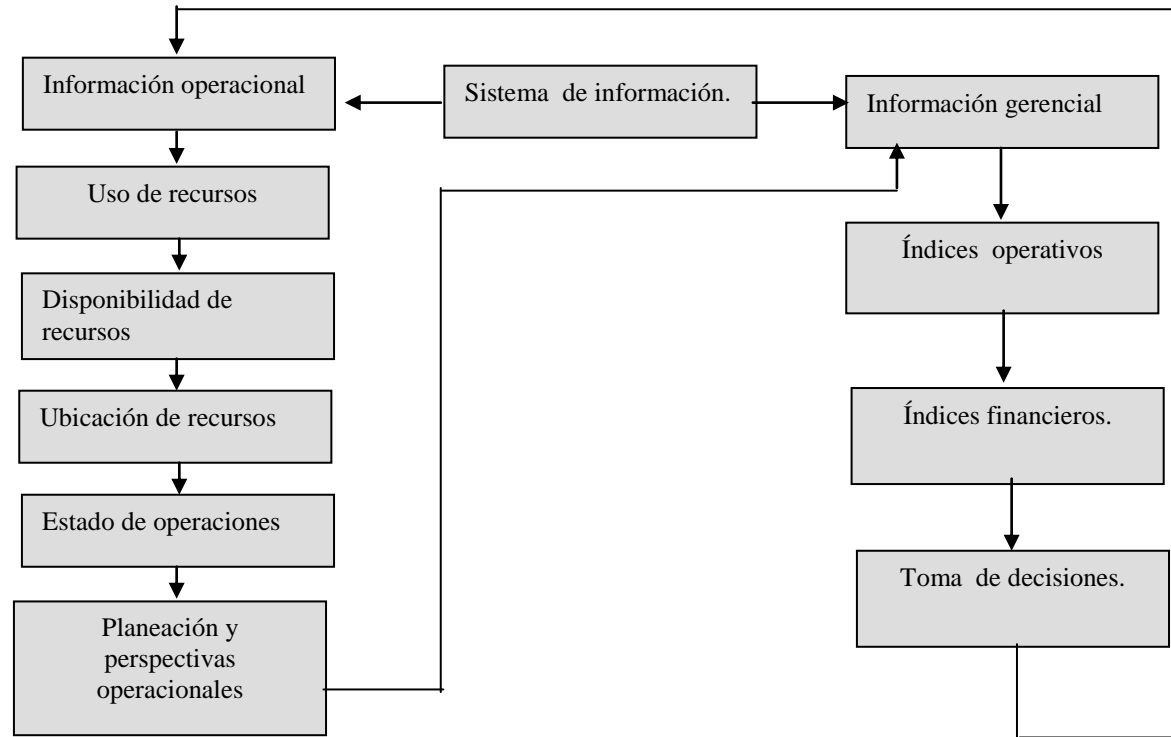 Información operacional
Sistema de información.
Información gerencial
Uso de recursos
Índices operativos
Disponibilidad de
recursos
Ubicación de recursos
Índices financieros.
Estado de operaciones
Toma de decisiones.
Planeación y
perspectivas
operacionales